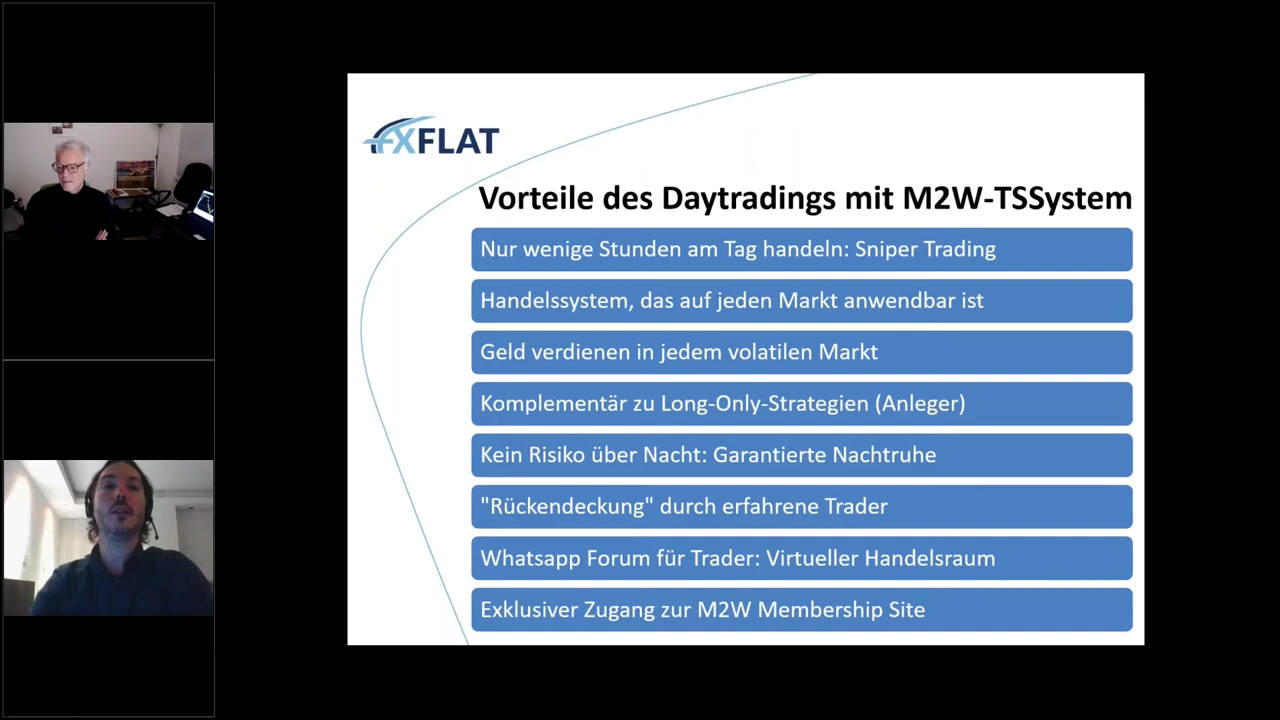 FXFLAT
Vorteile des Daytradings mit M2W-TSSystem
Nur wenige Stunden am Tag handeln: Sniper Trading
Handelssystem, das auf jeden Markt anwendbar ist
Geld verdienen in jedem volatilen Markt
Komplementär zu Long-Only-Strategien (Anleger)
Kein Risiko über Nacht: Garantierte Nachtruhe
"Rückendeckung" durch erfahrene Trader
Whatsapp Forum für Trader: Virtueller Handelsraum
Exklusiver Zugang zur M2W Membership Site